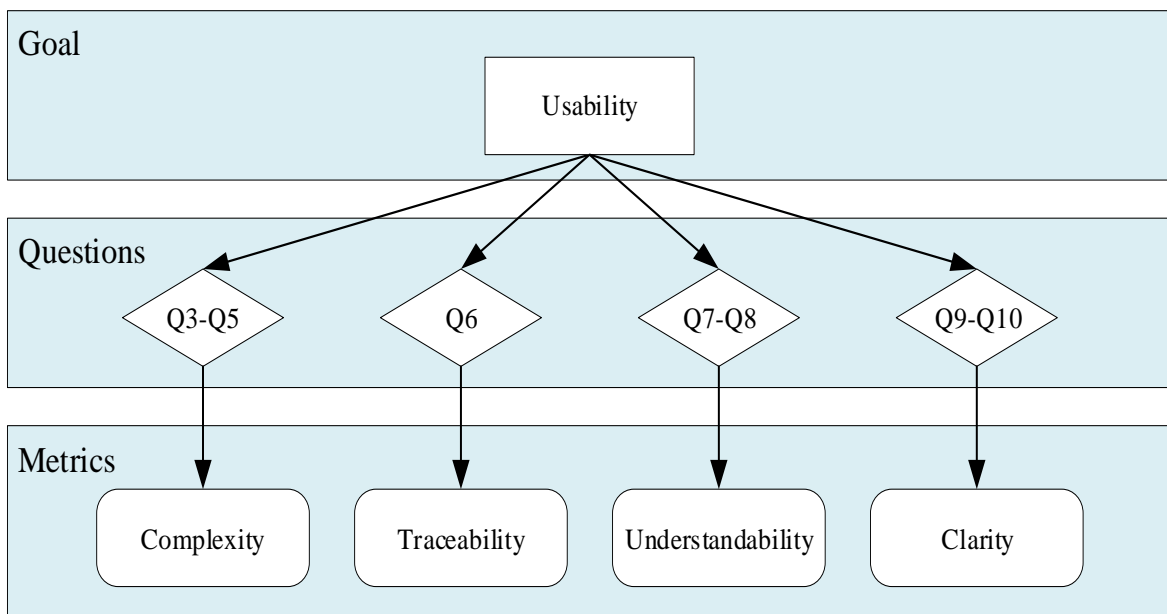 Goal
Usability
Questions
Q3-Q5
Q6
Q7-Q8
Q9-Q10
Metrics
Complexity
Traceability
Understandability
Clarity